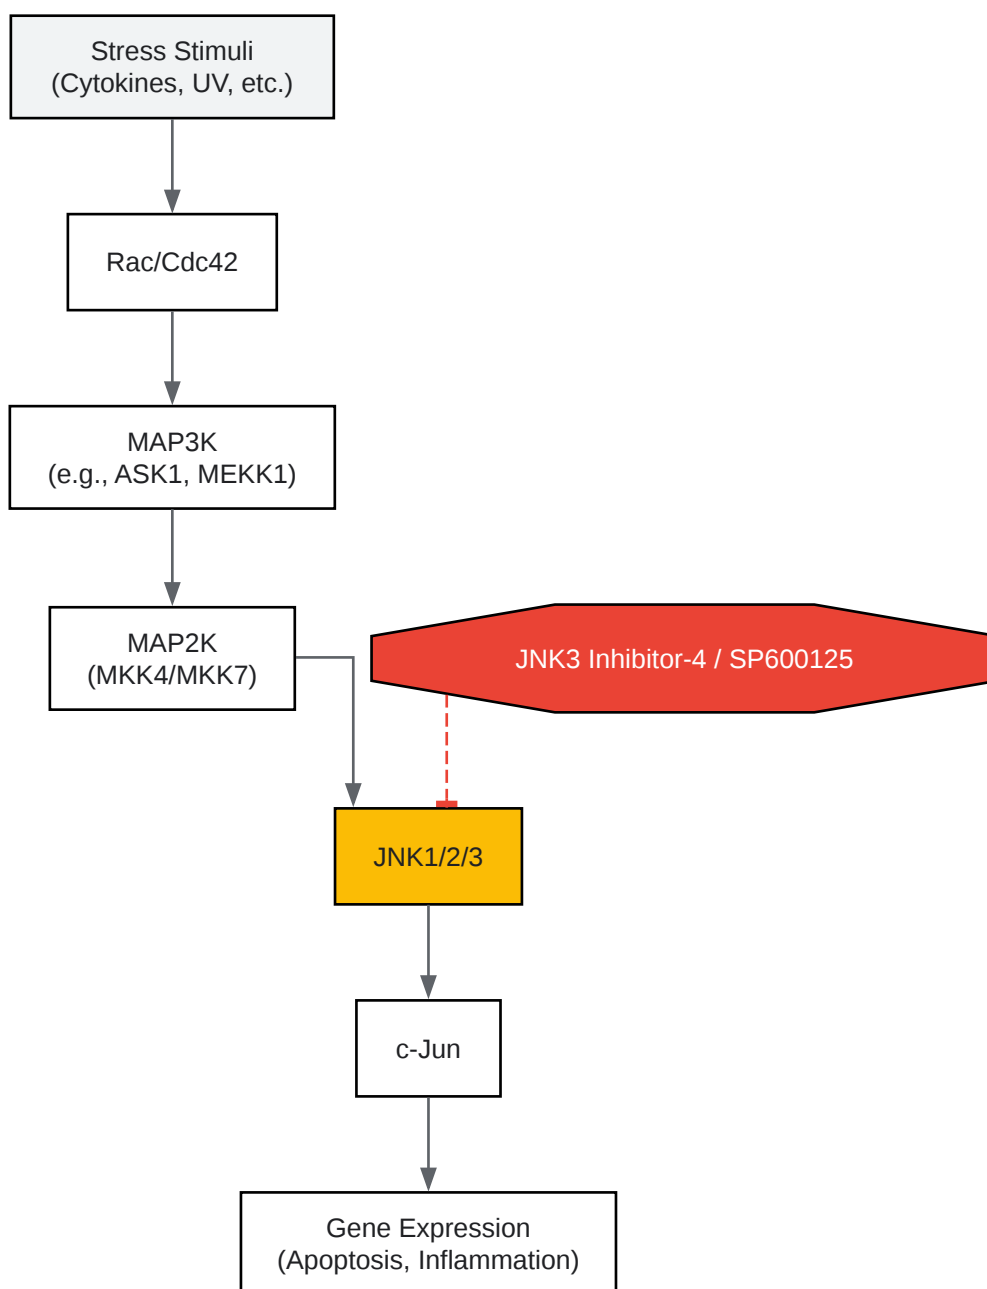 Stress Stimuli
(Cytokines, UV, etc.)
Rac/Cdc42
MAP3K
(e.g., ASK1, MEKK1)
MAP2K
(MKK4/MKK7)
JNK3 Inhibitor-4 / SP600125
JNK1/2/3
c-Jun
Gene Expression
(Apoptosis, Inflammation)